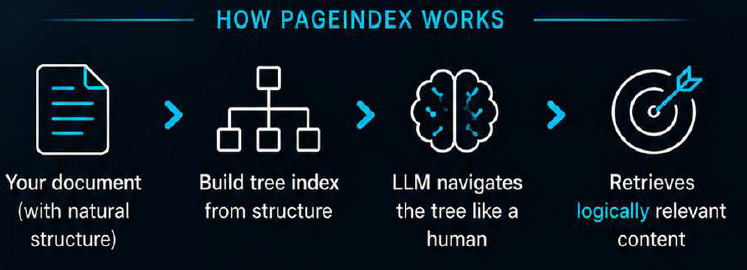 HOW PAGEINDEX WORKS
Your document
(with natural
structure)
Build tree index
from structure
LLM navigates
the tree like a
human
Retrieves
logically relevant
content